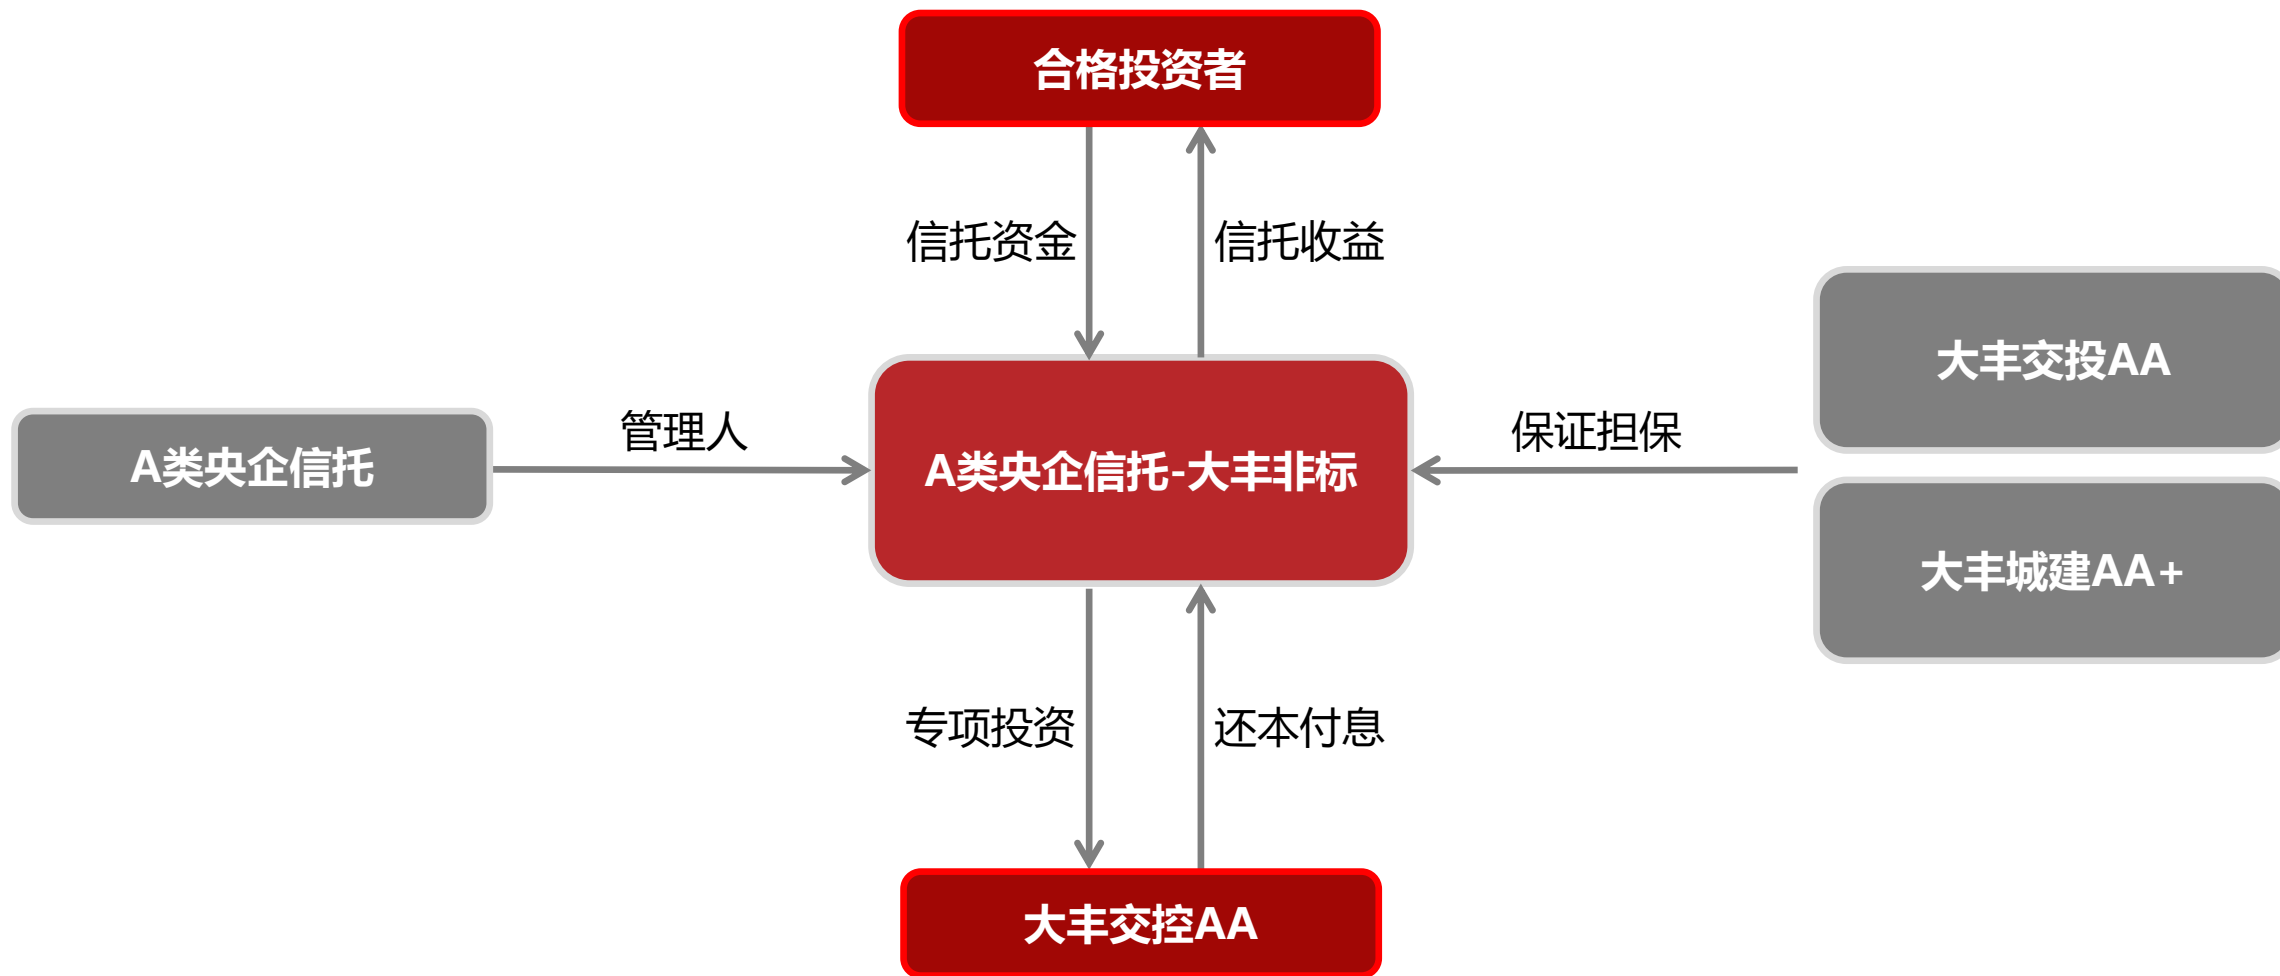 合格投资者
信托资金
信托收益
大丰交投AA
管理人
保证担保
A类央企信托
A类央企信托-大丰非标
大丰城建AA+
专项投资
还本付息
大丰交控AA